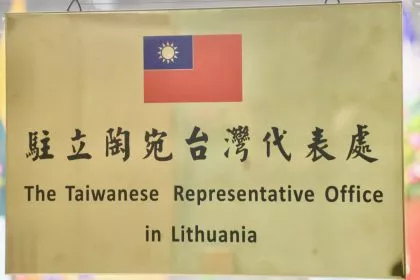 駐立陶宛台灣代表處
The Taiwanese Representative Office
in Lithuania